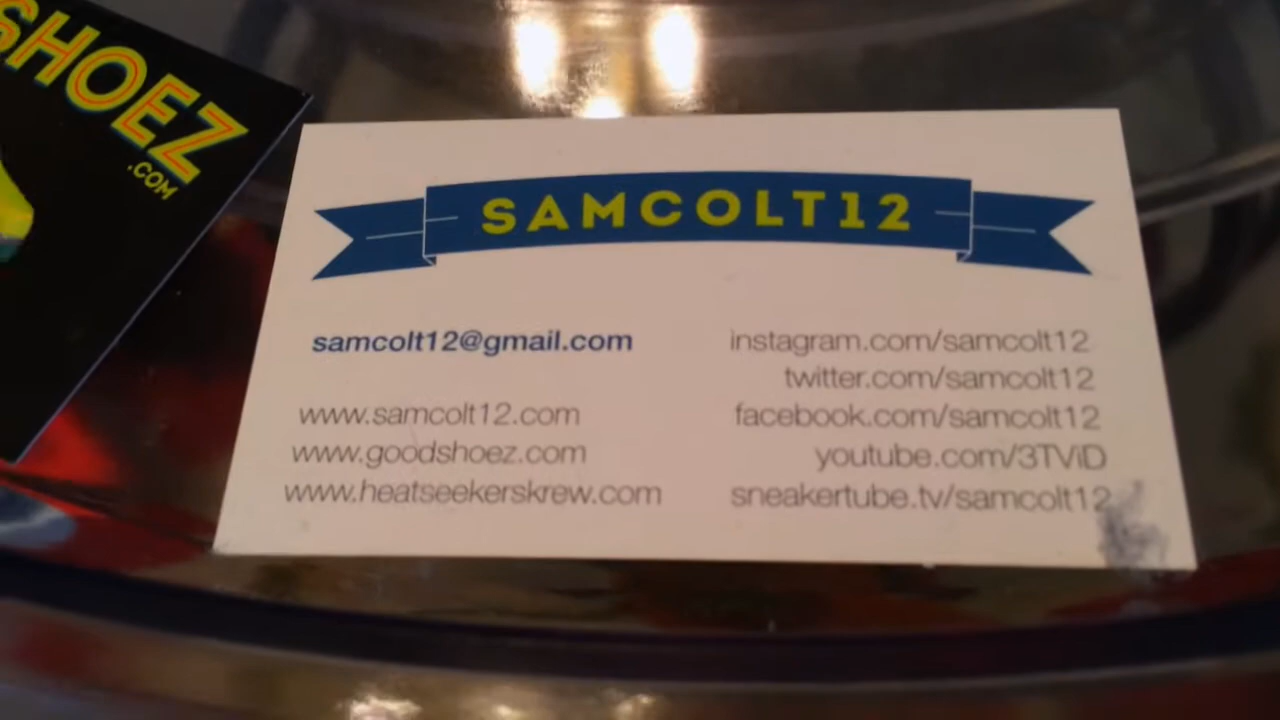 SHOEZ
.COM
SAMCOLT12
samcolt12@gmail.com
www.samcolt12.com
www.goodshoez.com
www.heatseekerskrew.com
instagram.com/samcolt12
twitter.com/samcolt12
facebook.com/samcolt12
youtube.com/3TViD
sneakertube.tv/samcolt12